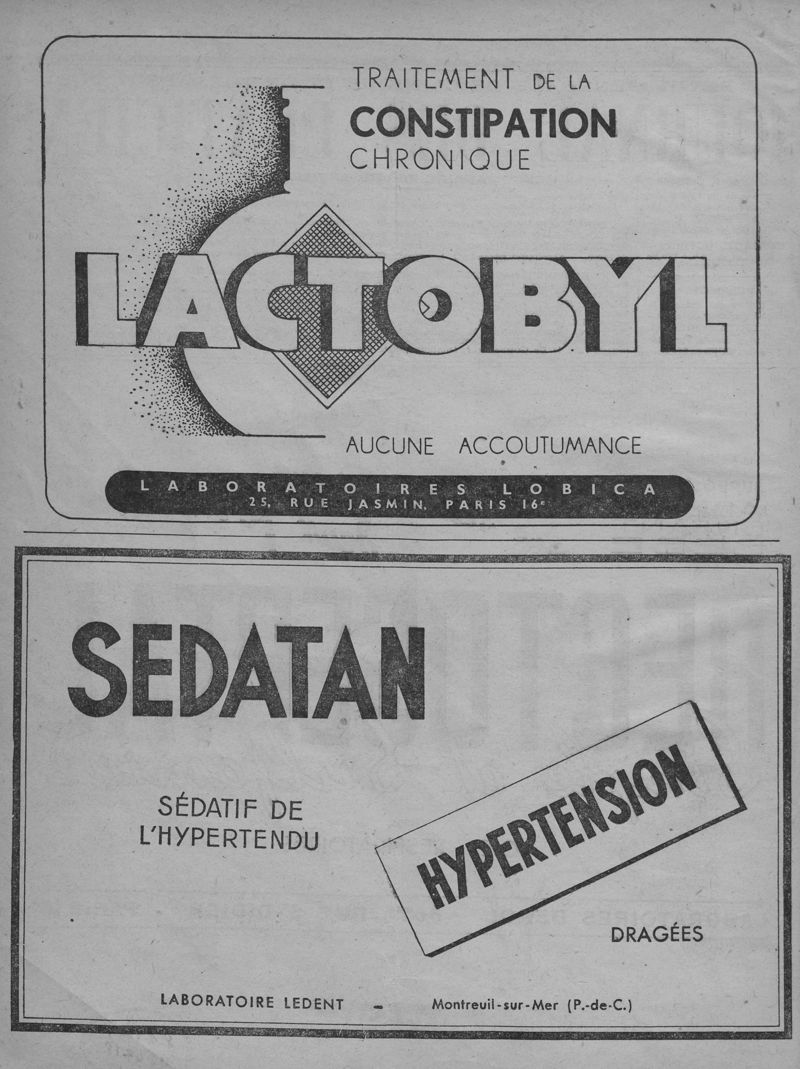 TRAITEMENT DE LA
CONSTIPATION
CHRONIQUE
LACTOBYL
AUCUNE ACCOUTUMANCE
LABORATOIRES LOBICA
25, RUE JASMIN, PARIS 16e
SEDATAN
SÉDATIF DE
L'HYPERTENDU
HYPERTENSION
DRAGÉES
LABORATOIRE LEDENT - Montreuil-sur-Mer (P.-de-C.)